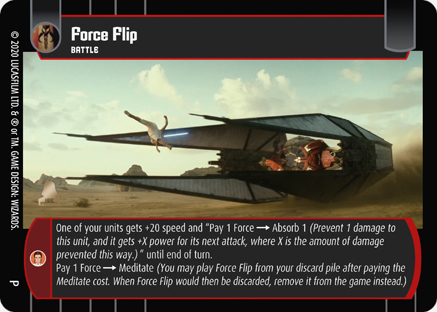 Force Flip
BATTLE
© 2020 LUCASFILM LTD. & ® or TM. GAME DESIGN: WIZARDS.
One of your units gets +20 speed and "Pay 1 Force → Absorb 1 (Prevent 1 damage to
this unit, and it gets +X power for its next attack, where X is the amount of damage
prevented this way.) " until end of turn.
Pay 1 Force → Meditate (You may play Force Flip from your discard pile after paying the
Meditate cost. When Force Flip would then be discarded, remove it from the game instead.)
P